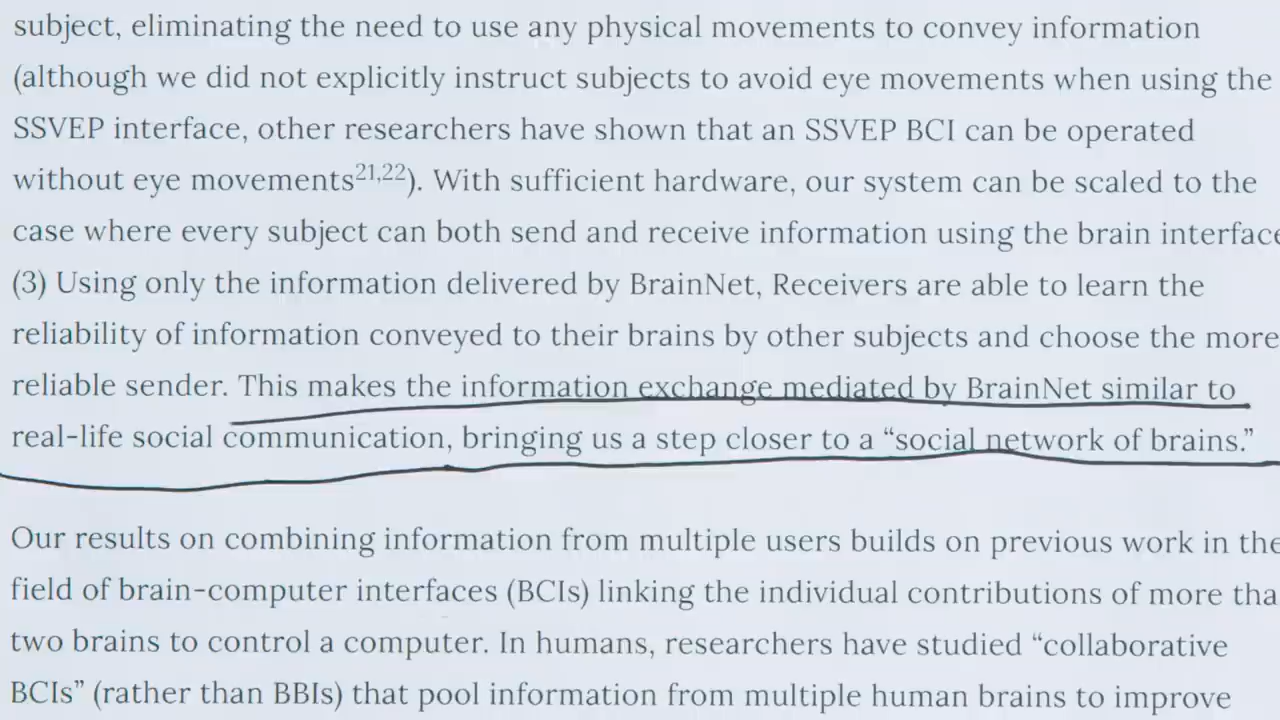 subject, eliminating the need to use any physical movements to convey information
(although we did not explicitly instruct subjects to avoid eye movements when using the
SSVEP interface, other researchers have shown that an SSVEP BCI can be operated
without eye movements21,22). With sufficient hardware, our system can be scaled to the
case where every subject can both send and receive information using the brain interface
(3) Using only the information delivered by BrainNet, Receivers are able to learn the
reliability of information conveyed to their brains by other subjects and choose the more
reliable sender. This makes the information exchange mediated by BrainNet similar to
real-life social communication, bringing us a step closer to a “social network of brains.”
Our results on combining information from multiple users builds on previous work in the
field of brain-computer interfaces (BCIs) linking the individual contributions of more tha
two brains to control a computer. In humans, researchers have studied “collaborative
BCIs” (rather than BBIs) that pool information from multiple human brains to improve